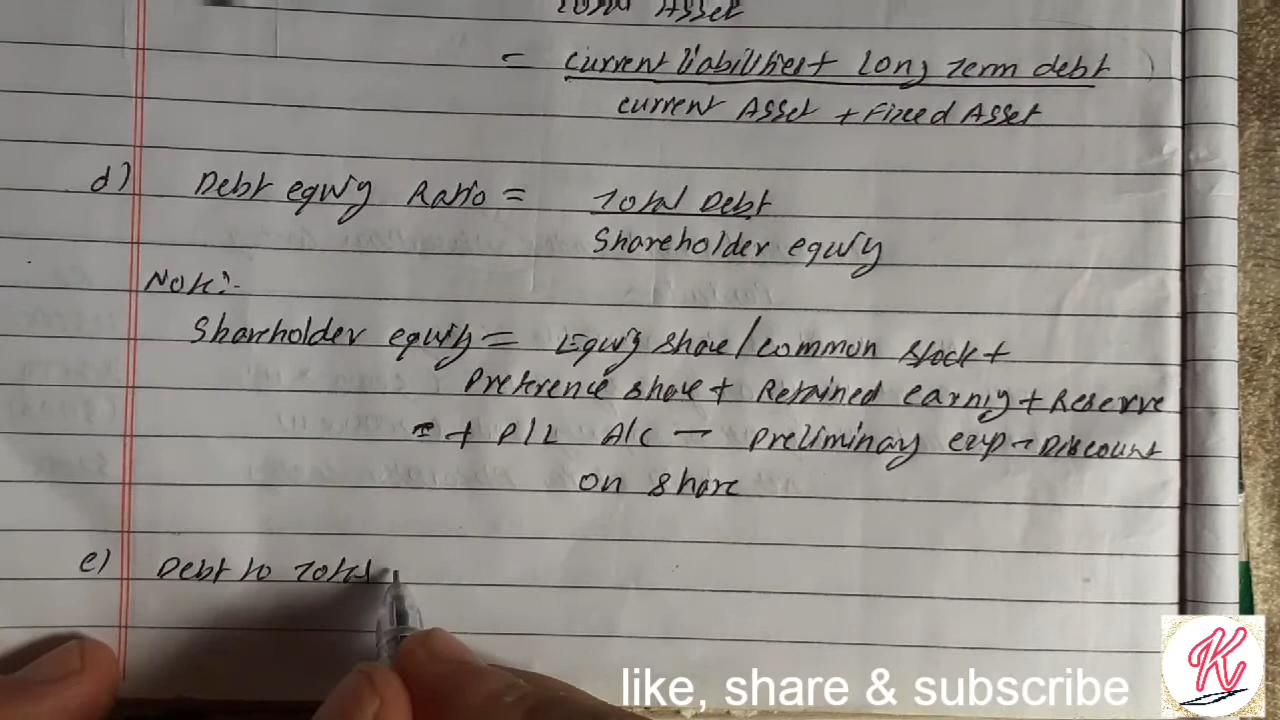 Total Asset
= Current liabilities + Long term debt
Current Asset + Fixed Asset
d) Debt equity Ratio = Total Debt
Shareholder equity
Note:-
Shareholder equity = Equity share/common stock +
Preference share + Retained earning + Reserve
+ P/L A/C - Preliminary exp - Discount
on share
e) Debt to Total
like, share & subscribe
K